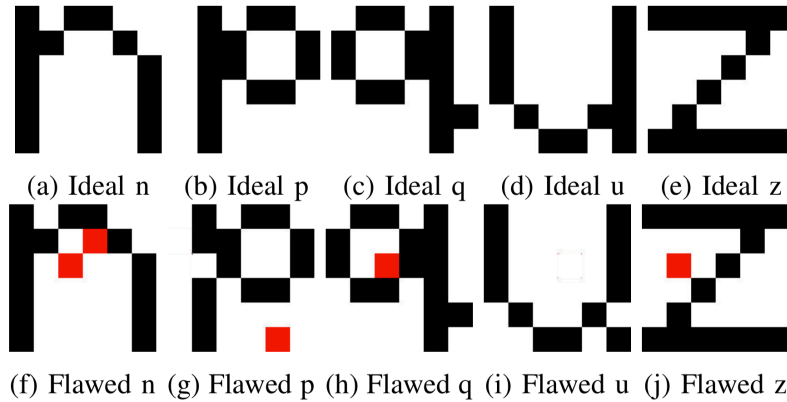 n p q u z
(a) Ideal n (b) Ideal p (c) Ideal q (d) Ideal u (e) Ideal z
n p q u z
(f) Flawed n (g) Flawed p (h) Flawed q (i) Flawed u (j) Flawed z